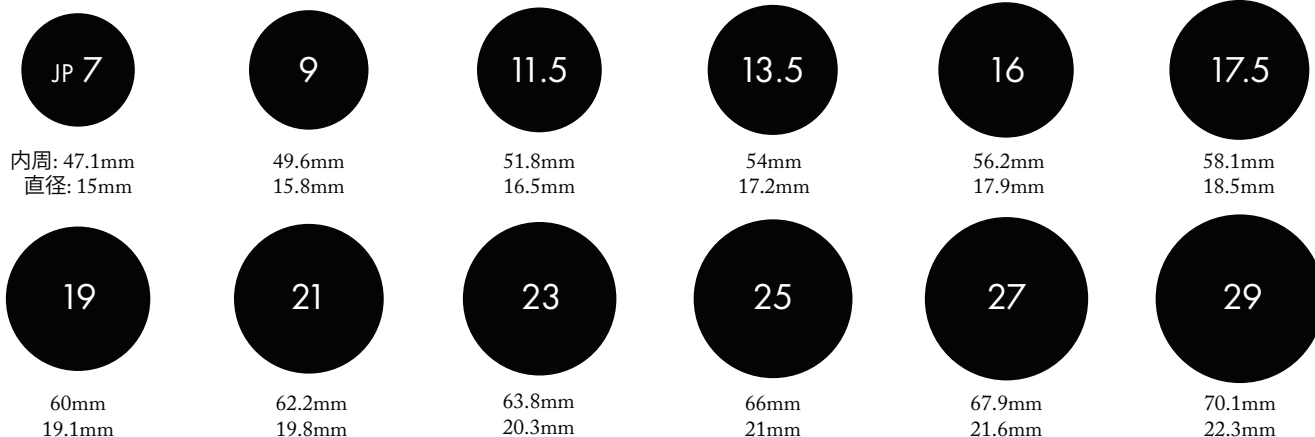 JP 7 9 11.5 13.5 16 17.5
内周: 47.1mm 49.6mm 51.8mm 54mm 56.2mm 58.1mm
直径: 15mm 15.8mm 16.5mm 17.2mm 17.9mm 18.5mm
19 21 23 25 27 29
60mm 62.2mm 63.8mm 66mm 67.9mm 70.1mm
19.1mm 19.8mm 20.3mm 21mm 21.6mm 22.3mm